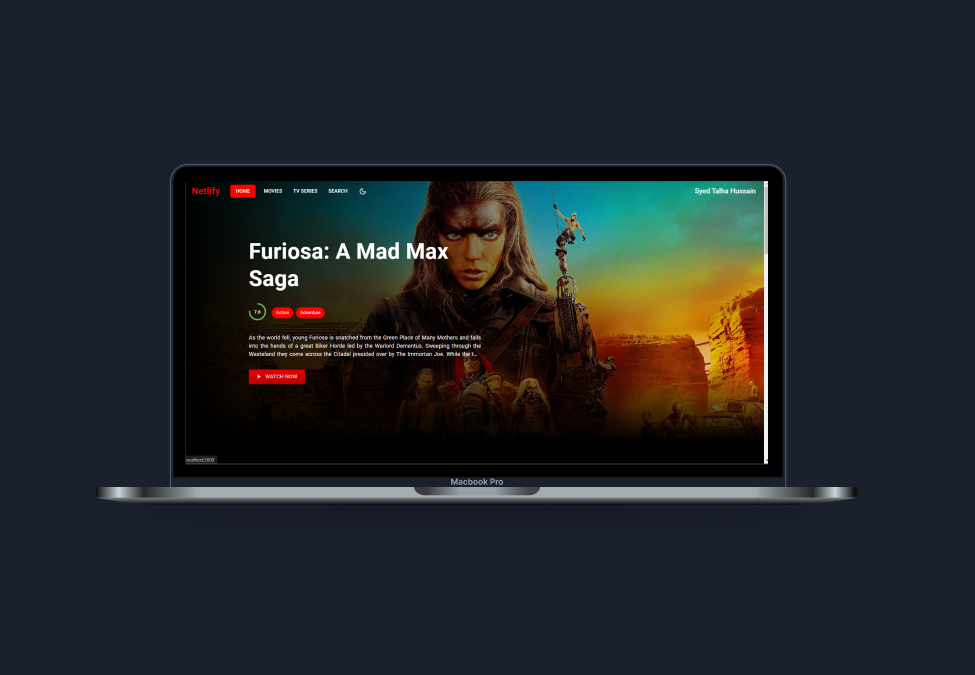 Netlify HOME MOVIES TV SERIES SEARCH Syed Talha Hussain
Furiosa: A Mad Max
Saga
7.6 Action Adventure
As the world fell, young Furiosa is snatched from the Green Place of Many Mothers and falls
into the hands of a great Biker Horde led by the Warlord Dementus. Sweeping through the
Wasteland they come across the Citadel presided over by The Immortan Joe. While the t...
WATCH NOW
localhost:3000
Macbook Pro